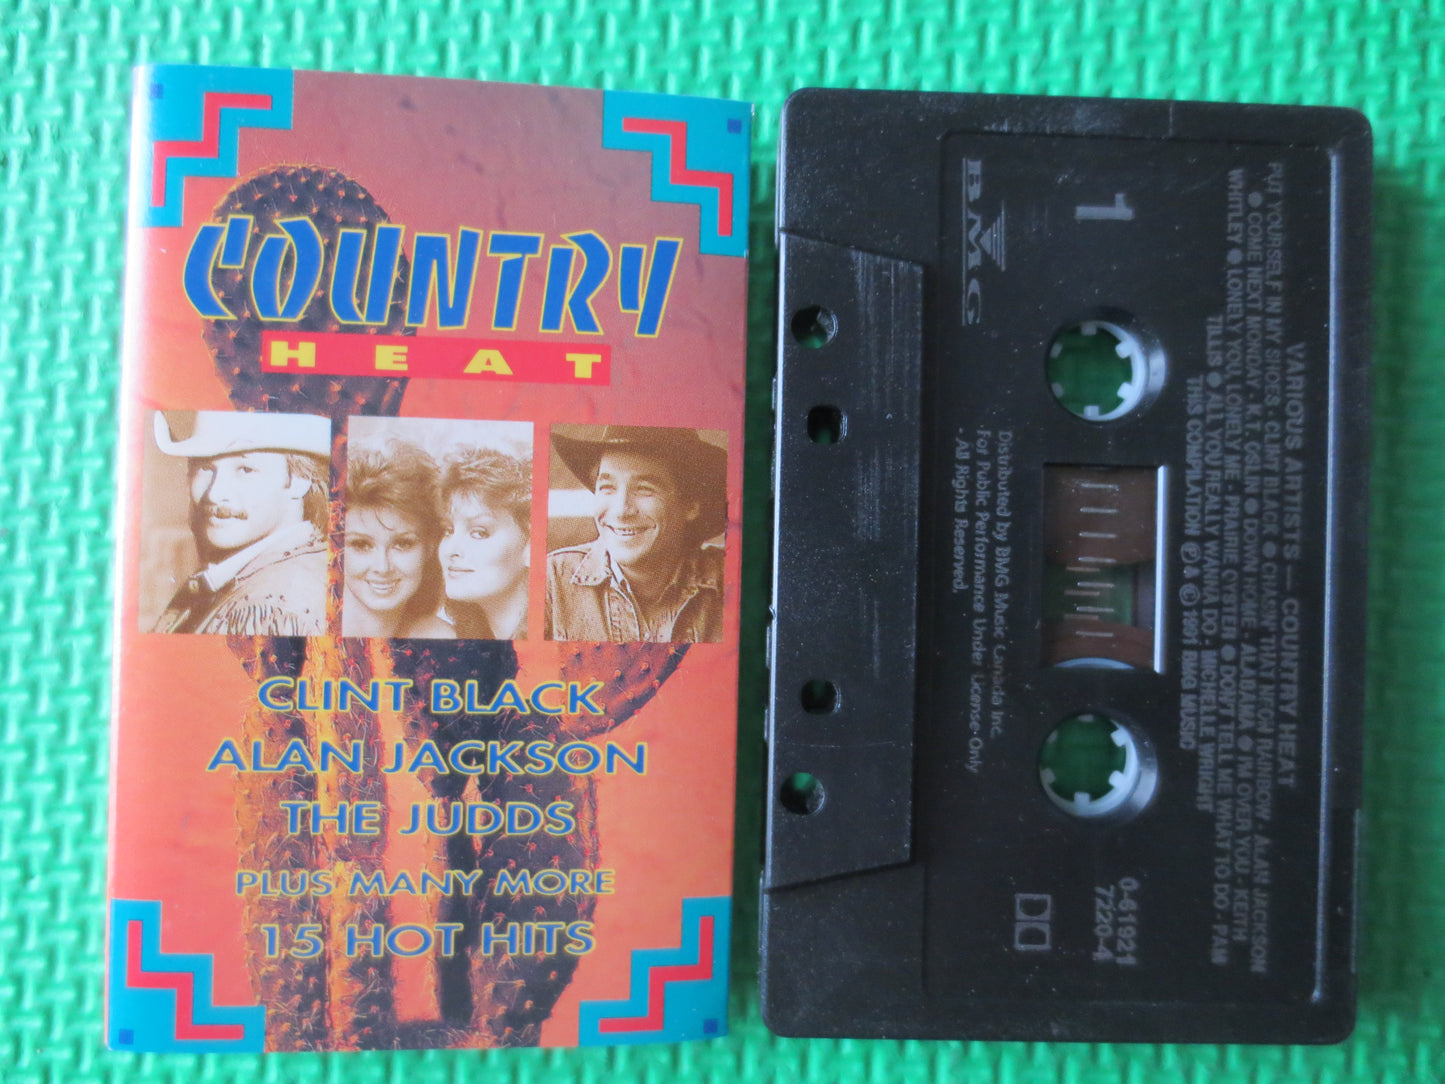 COUNTRY
HEAT
CLINT BLACK
ALAN JACKSON
THE JUDDS
PLUS MANY MORE
15 HOT HITS
VARIOUS ARTISTS — COUNTRY HEAT
PUT YOURSELF IN MY SHOES · CLINT BLACK ● CHASIN' THAT NEON RAINBOW · ALAN JACKSON
● COME NEXT MONDAY · K.T. OSLIN ● DOWN HOME · ALABAMA ● I'M OVER YOU · KEITH
WHITLEY ● LONELY YOU, LONELY ME · PRAIRIE OYSTER ● DON'T TELL ME WHAT TO DO · PAM
TILLIS ● ALL YOU REALLY WANNA DO · MICHELLE WRIGHT
THIS COMPILATION ℗ & © 1991 BMG MUSIC
1
0-61921
7220-4
BMG
Distributed by BMG Music Canada Inc.
·For Public Performance Under License Only
·All Rights Reserved.